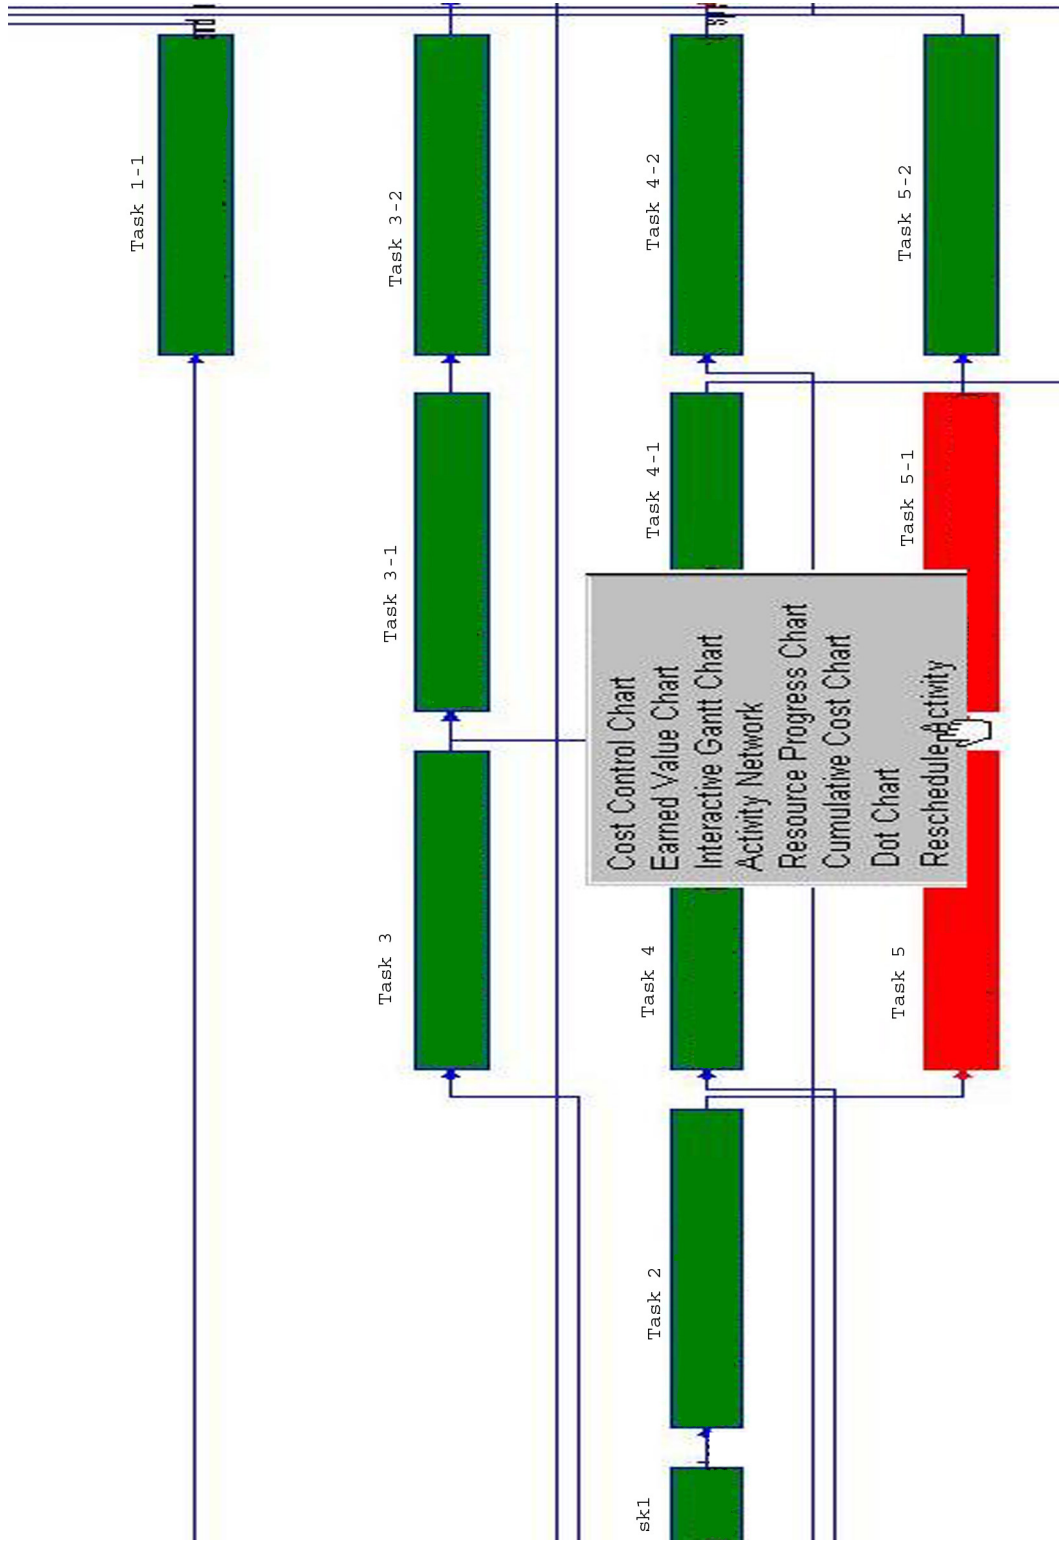 Task 1-1
Task 3-2
Task 3-1
Task 3
Task 4-2
Task 4-1
Task 4
Task 2
sk1
Task 5-2
Task 5-1
Task 5
Cost Control Chart
Earned Value Chart
Interactive Gantt Chart
Activity Network
Resource Progress Chart
Cumulative Cost Chart
Dot Chart
Reschedule Activity